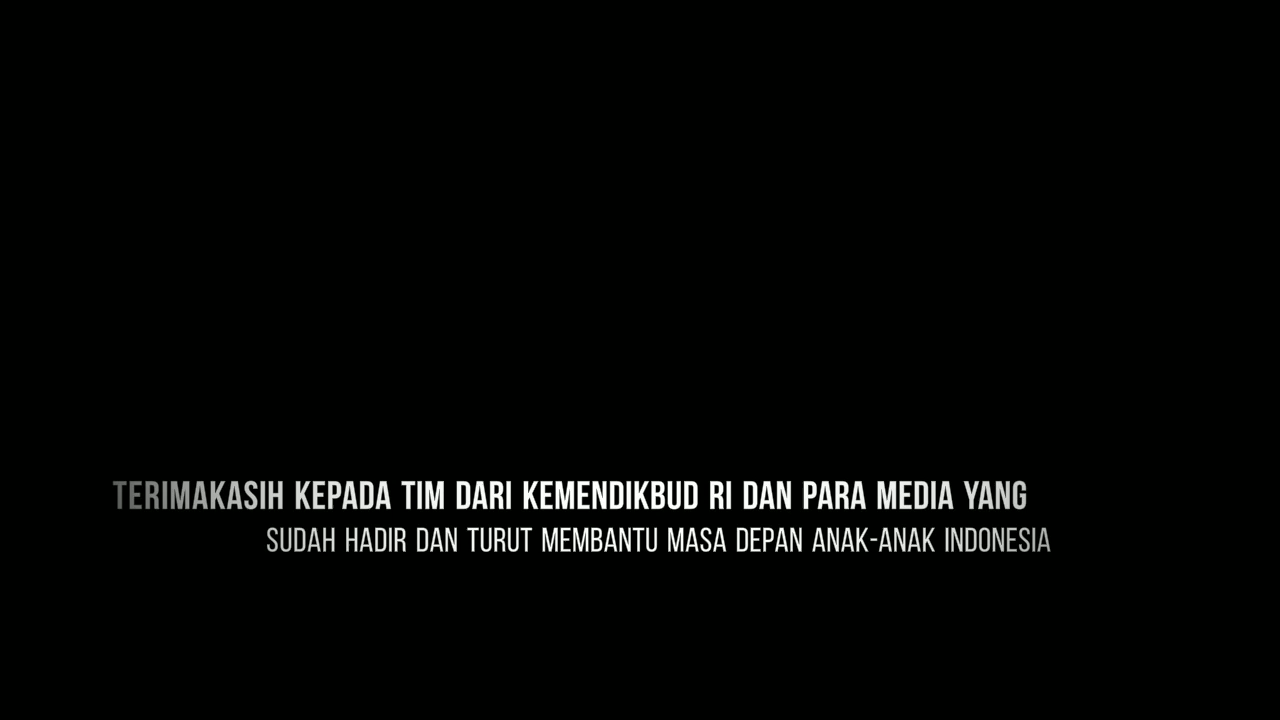 TERIMAKASIH KEPADA TIM DARI KEMENDIKBUD RI DAN PARA MEDIA YANG
SUDAH HADIR DAN TURUT MEMBANTU MASA DEPAN ANAK-ANAK INDONESIA